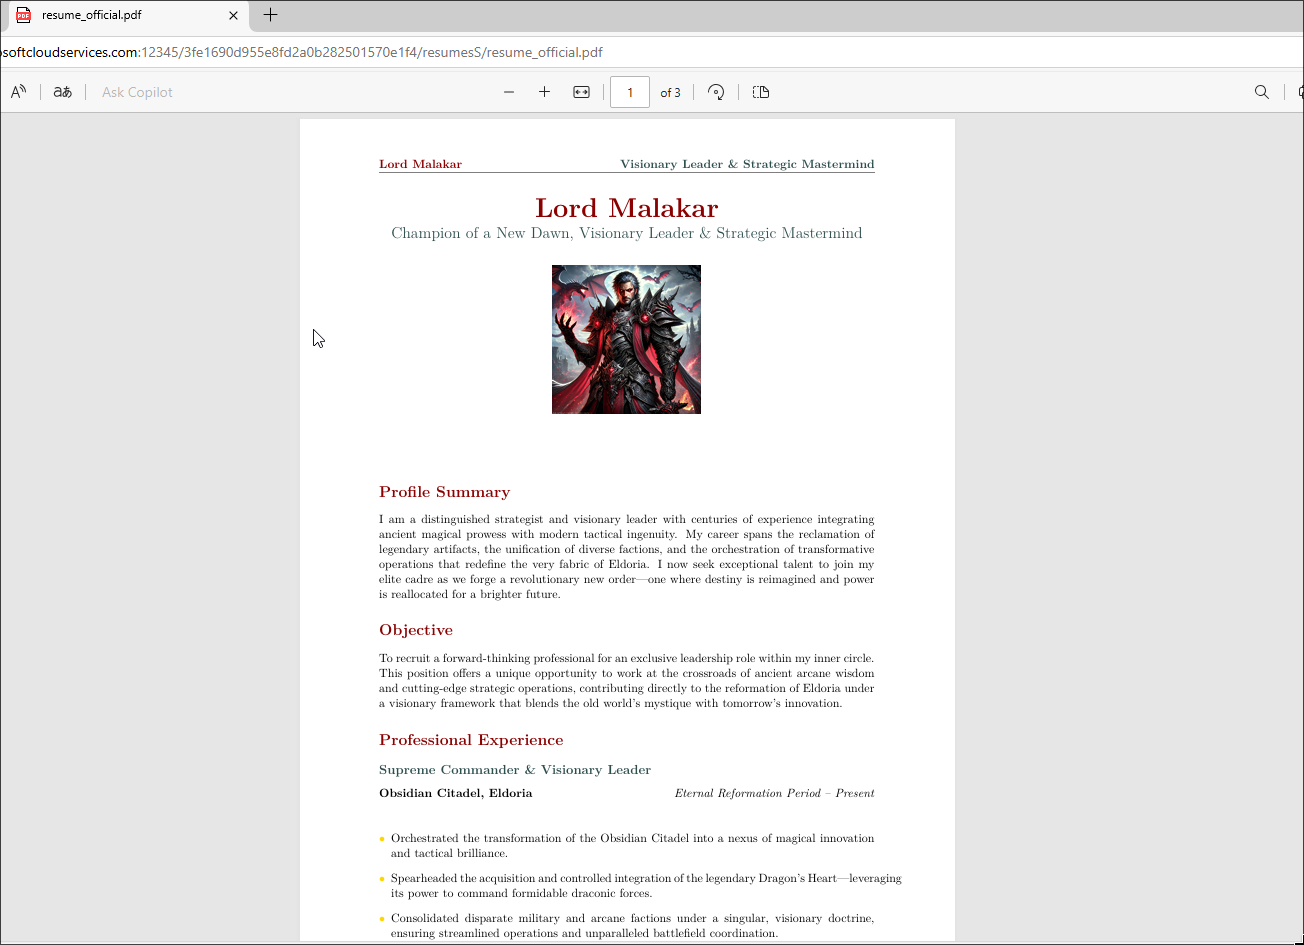 resume_official.pdf
osoftcloudservices.com:12345/3fe1690d955e8fd2a0b282501570e1f4/resumesS/resume_official.pdf
aあ Ask Copilot 1 of 3
Lord Malakar Visionary Leader & Strategic Mastermind
Lord Malakar
Champion of a New Dawn, Visionary Leader & Strategic Mastermind
Profile Summary
I am a distinguished strategist and visionary leader with centuries of experience integrating
ancient magical prowess with modern tactical ingenuity. My career spans the reclamation of
legendary artifacts, the unification of diverse factions, and the orchestration of transformative
operations that redefine the very fabric of Eldoria. I now seek exceptional talent to join my
elite cadre as we forge a revolutionary new order—one where destiny is reimagined and power
is reallocated for a brighter future.
Objective
To recruit a forward-thinking professional for an exclusive leadership role within my inner circle.
This position offers a unique opportunity to work at the crossroads of ancient arcane wisdom
and cutting-edge strategic operations, contributing directly to the reformation of Eldoria under
a visionary framework that blends the old world's mystique with tomorrow's innovation.
Professional Experience
Supreme Commander & Visionary Leader
Obsidian Citadel, Eldoria Eternal Reformation Period – Present
• Orchestrated the transformation of the Obsidian Citadel into a nexus of magical innovation
and tactical brilliance.
• Spearheaded the acquisition and controlled integration of the legendary Dragon's Heart—leveraging
its power to command formidable draconic forces.
• Consolidated disparate military and arcane factions under a singular, visionary doctrine,
ensuring streamlined operations and unparalleled battlefield coordination.